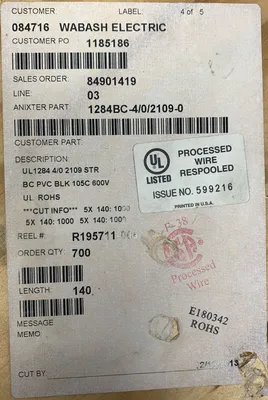 CUSTOMER LABEL: 4 of 5
084716 WABASH ELECTRIC
CUSTOMER PO 1185186
SALES ORDER: 84901419
LINE: 03
ANIXTER PART: 1284BC-4/0/2109-0
CUSTOMER PART:
DESCRIPTION:
UL1284 4/0 2109 STR
BC PVC BLK 105C 600V
UL ROHS
***CUT INFO*** 5X 140: 1000
5X 140: 1000 5X 140: 1000
UL
LISTED
PROCESSED
WIRE
RESPOOLED
ISSUE NO. 599216
PRINTED IN U.S.A.
REEL #: R195711
ORDER QTY: 700
LENGTH: 140
MESSAGE
MEMO
CUT BY
Processed
Wire
E180342
ROHS